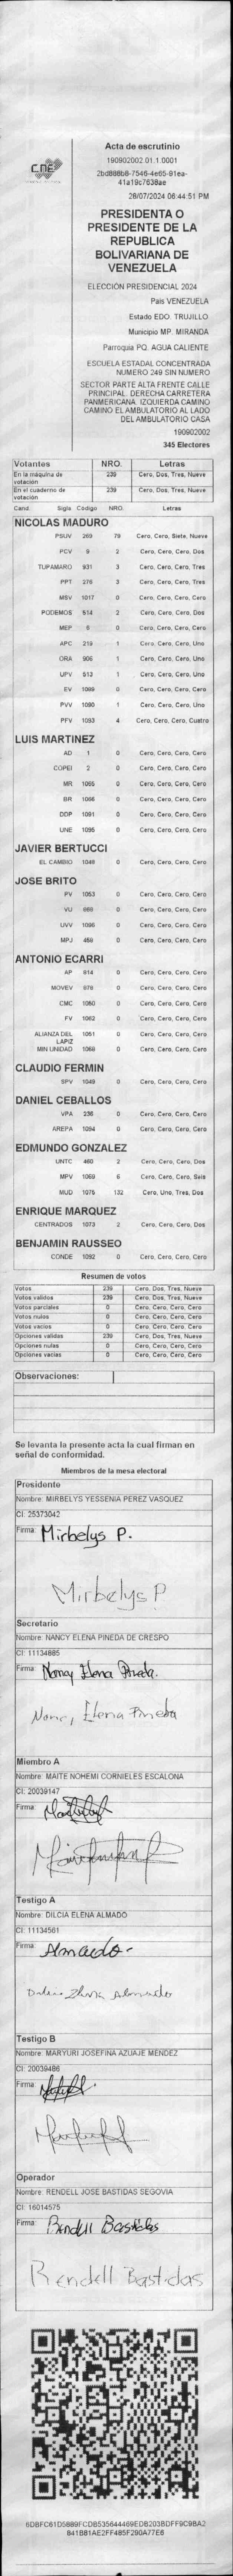 CNE
Acta de escrutinio
190902002.01.1.0001
2bd888b8-7546-4e65-91ea-
41a19c7638ae
28/07/2024 06:44:51 PM
PRESIDENTA O
PRESIDENTE DE LA
REPUBLICA
BOLIVARIANA DE
VENEZUELA
ELECCIÓN PRESIDENCIAL 2024
País VENEZUELA
Estado EDO. TRUJILLO
Municipio MP. MIRANDA
Parroquia PQ. AGUA CALIENTE
ESCUELA ESTADAL CONCENTRADA
NUMERO 249 SIN NUMERO
SECTOR PARTE ALTA FRENTE CALLE
PRINCIPAL. DERECHA CARRETERA
PANMERICANA. IZQUIERDA CAMINO
CAMINO EL AMBULATORIO AL LADO
DEL AMBULATORIO CASA
190902002
345 Electores
Votantes NRO. Letras
En la máquina de votación 239 Cero, Dos, Tres, Nueve
En el cuaderno de votación 239 Cero, Dos, Tres, Nueve
Cand Sigla Código NRO. Letras
NICOLAS MADURO
PSUV 269 79 Cero, Cero, Siete, Nueve
PCV 9 2 Cero, Cero, Cero, Dos
TUPAMARO 931 3 Cero, Cero, Cero, Tres
PPT 276 3 Cero, Cero, Cero, Tres
MSV 1017 0 Cero, Cero, Cero, Cero
PODEMOS 514 2 Cero, Cero, Cero, Dos
MEP 6 0 Cero, Cero, Cero, Cero
APC 219 1 Cero, Cero, Cero, Uno
ORA 906 1 Cero, Cero, Cero, Uno
UPV 513 1 Cero, Cero, Cero, Uno
EV 1089 0 Cero, Cero, Cero, Cero
PVV 1090 1 Cero, Cero, Cero, Uno
PFV 1093 4 Cero, Cero, Cero, Cuatro
LUIS MARTINEZ
AD 1 0 Cero, Cero, Cero, Cero
COPEI 2 0 Cero, Cero, Cero, Cero
MR 1065 0 Cero, Cero, Cero, Cero
BR 1066 0 Cero, Cero, Cero, Cero
DDP 1091 0 Cero, Cero, Cero, Cero
UNE 1095 0 Cero, Cero, Cero, Cero
JAVIER BERTUCCI
EL CAMBIO 1048 0 Cero, Cero, Cero, Cero
JOSE BRITO
PV 1053 0 Cero, Cero, Cero, Cero
VU 669 0 Cero, Cero, Cero, Cero
UVV 1096 0 Cero, Cero, Cero, Cero
MPJ 459 0 Cero, Cero, Cero, Cero
ANTONIO ECARRI
AP 914 0 Cero, Cero, Cero, Cero
MOVEV 678 0 Cero, Cero, Cero, Cero
CMC 1050 0 Cero, Cero, Cero, Cero
FV 1062 0 Cero, Cero, Cero, Cero
ALIANZA DEL LAPIZ 1051 0 Cero, Cero, Cero, Cero
MIN UNIDAD 1068 0 Cero, Cero, Cero, Cero
CLAUDIO FERMIN
SPV 1049 0 Cero, Cero, Cero, Cero
DANIEL CEBALLOS
VPA 236 0 Cero, Cero, Cero, Cero
AREPA 1094 0 Cero, Cero, Cero, Cero
EDMUNDO GONZALEZ
UNTC 460 2 Cero, Cero, Cero, Dos
MPV 1069 6 Cero, Cero, Cero, Seis
MUD 1075 132 Cero, Uno, Tres, Dos
ENRIQUE MARQUEZ
CENTRADOS 1073 2 Cero, Cero, Cero, Dos
BENJAMIN RAUSSEO
CONDE 1092 0 Cero, Cero, Cero, Cero
Resumen de votos
Votos 239 Cero, Dos, Tres, Nueve
Votos validos 239 Cero, Dos, Tres, Nueve
Votos parciales 0 Cero, Cero, Cero, Cero
Votos nulos 0 Cero, Cero, Cero, Cero
Votos vacios 0 Cero, Cero, Cero, Cero
Opciones validas 239 Cero, Dos, Tres, Nueve
Opciones nulas 0 Cero, Cero, Cero, Cero
Opciones vacias 0 Cero, Cero, Cero, Cero
Observaciones:
Se levanta la presente acta la cual firman en
señal de conformidad.
Miembros de la mesa electoral
Presidente
Nombre: MIRBELYS YESSENIA PEREZ VASQUEZ
CI: 25373042
Firma: Mirbelys P.
Mirbelys P
Secretario
Nombre: NANCY ELENA PINEDA DE CRESPO
CI: 11134885
Firma: Nancy Elena Pineda.
Nancy Elena Pineda
Miembro A
Nombre: MAITE NOHEMI CORNIELES ESCALONA
CI: 20039147
Firma:
Testigo A
Nombre: DILCIA ELENA ALMADO
CI: 11134561
Firma: Almado
Testigo B
Nombre: MARYURI JOSEFINA AZUAJE MENDEZ
CI: 20039486
Firma:
Operador
Nombre: RENDELL JOSE BASTIDAS SEGOVIA
CI: 16014575
Firma: Rendell Bastidas
Rendell Bastidas